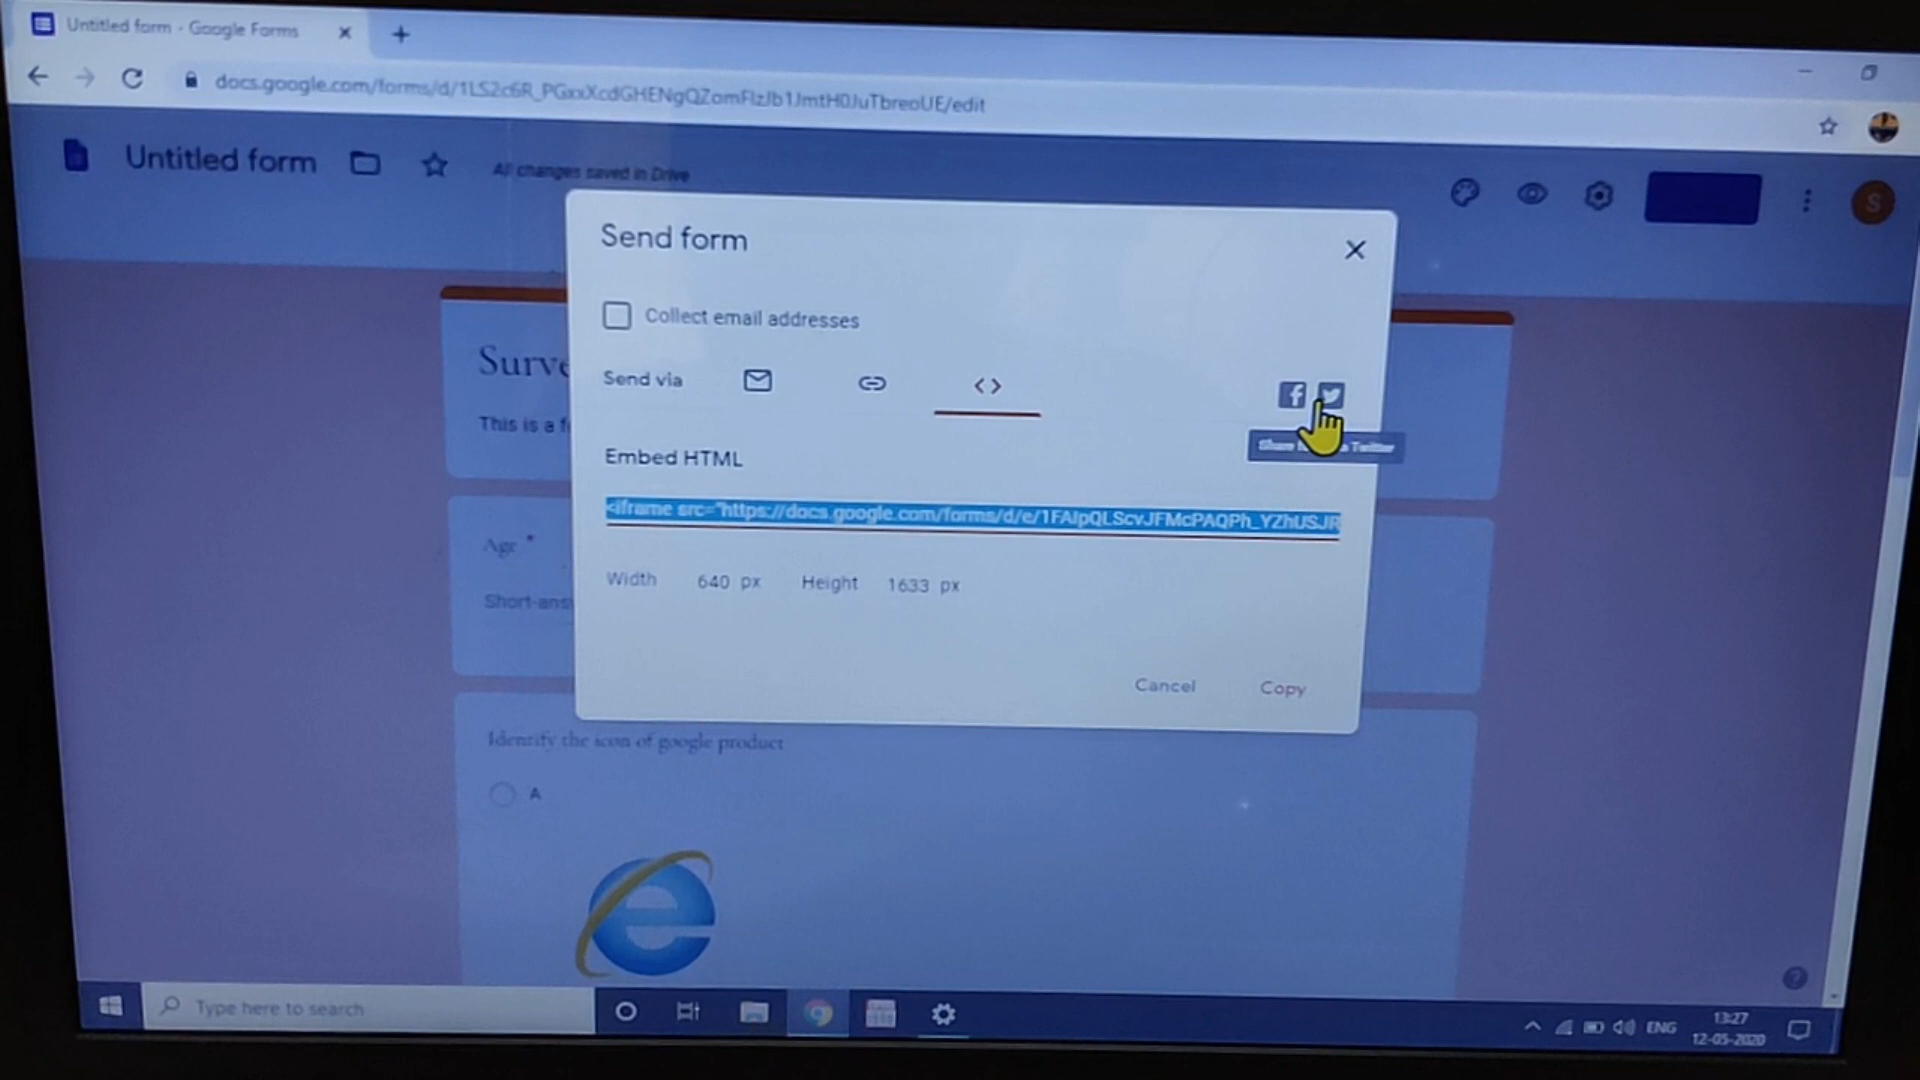 Untitled form - Google Forms
docs.google.com/forms/d/1LS2c6R_PGxxXcdGHENgQZomFlzJb1JmtH0JuTbreoUE/edit
Untitled form
All changes saved in Drive
S
Send form
Collect email addresses
Send via
Share Twitter
Embed HTML
<iframe src="https://docs.google.com/forms/d/e/1FAIpQLScvJFMcPAQPh_YZhUSJR
Width 640 px Height 1633 px
Cancel Copy
Surve
This is a f
Age *
Short-ans
Identify the icon of google product
A
Type here to search
ENG
13:27
12-05-2020